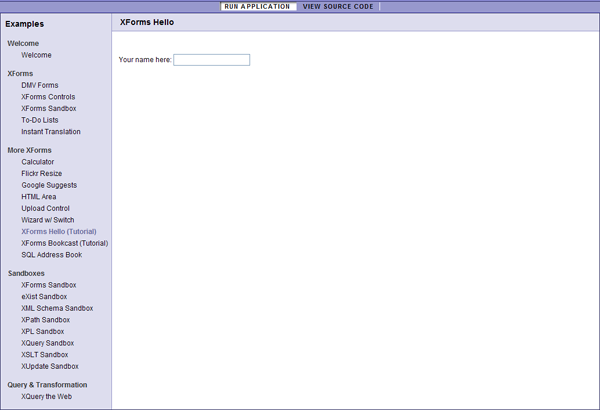 RUN APPLICATION VIEW SOURCE CODE
Examples
XForms Hello
Welcome
Welcome
Your name here:
XForms
DMV Forms
XForms Controls
XForms Sandbox
To-Do Lists
Instant Translation
More XForms
Calculator
Flickr Resize
Google Suggests
HTML Area
Upload Control
Wizard w/ Switch
XForms Hello (Tutorial)
XForms Bookcast (Tutorial)
SQL Address Book
Sandboxes
XForms Sandbox
eXist Sandbox
XML Schema Sandbox
XPath Sandbox
XPL Sandbox
XQuery Sandbox
XSLT Sandbox
XUpdate Sandbox
Query & Transformation
XQuery the Web